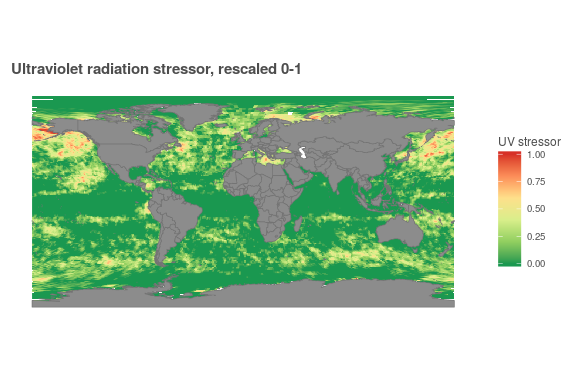 Ultraviolet radiation stressor, rescaled 0-1
UV stressor
1.00
0.75
0.50
0.25
0.00